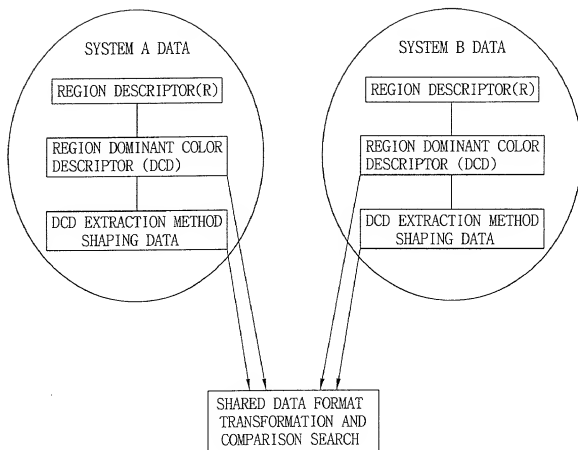 SYSTEM A DATA
REGION DESCRIPTOR(R)
REGION DOMINANT COLOR
DESCRIPTOR (DCD)
DCD EXTRACTION METHOD
SHAPING DATA
SYSTEM B DATA
REGION DESCRIPTOR(R)
REGION DOMINANT COLOR
DESCRIPTOR (DCD)
DCD EXTRACTION METHOD
SHAPING DATA
SHARED DATA FORMAT
TRANSFORMATION AND
COMPARISON SEARCH